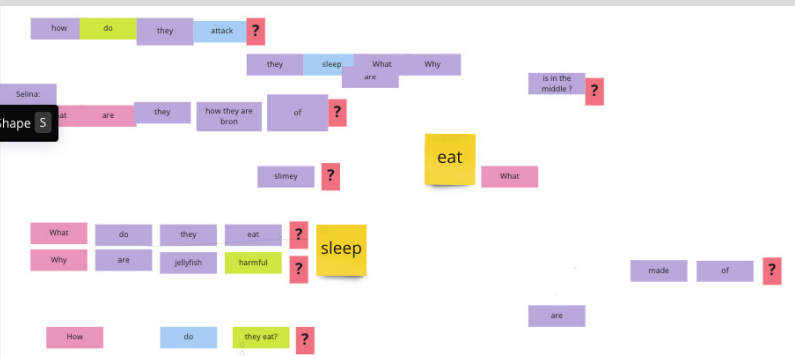 how do they attack ?
they sleep What Why
are
is in the
middle ? ?
Selina:
Shape S
at are they how they are
bron of ?
slimey ?
eat
What
What do they eat ?
sleep
Why are jellyfish harmful ?
made of ?
are
How do they eat? ?